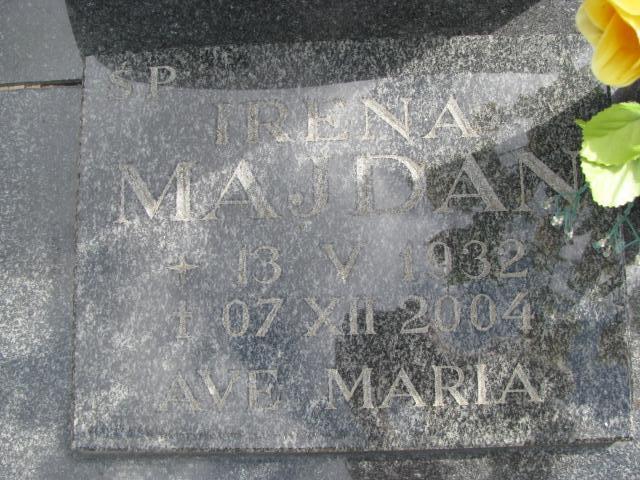 SP
IRENA
MAJDAN
✦ 13 V 1932
† 07 XII 2004
AVE MARIA